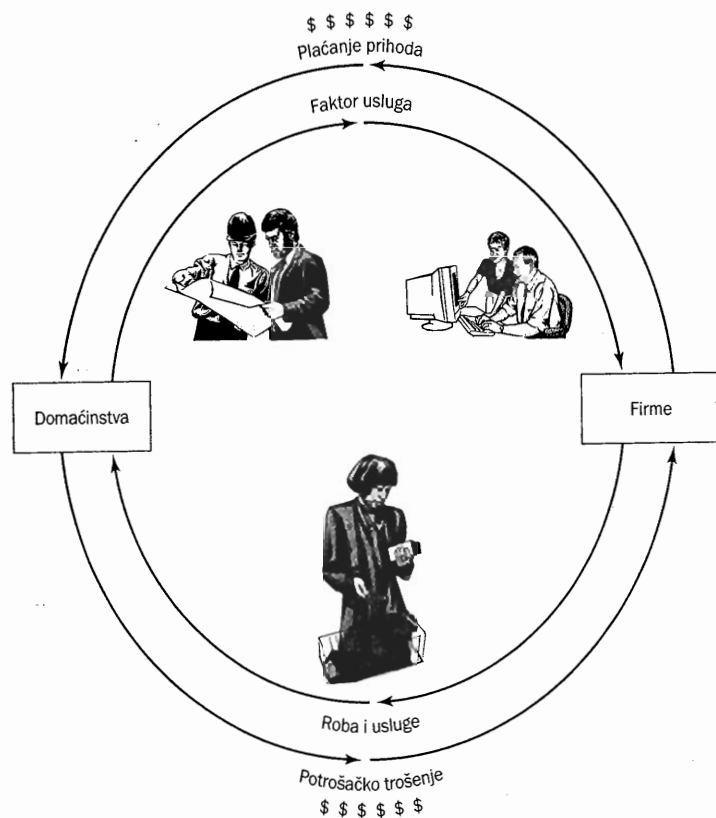 $ $ $ $ $ $
Plaćanje prihoda
Faktor usluga
Domaćinstva
Firme
Roba i usluge
Potrošačko trošenje
$ $ $ $ $ $